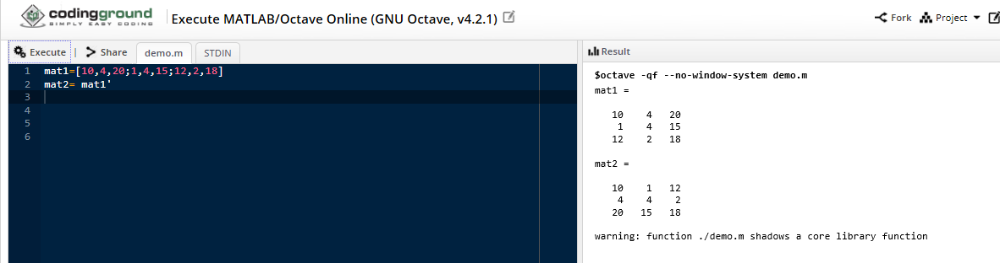 codingground
SIMPLY EASY CODING
Execute MATLAB/Octave Online (GNU Octave, v4.2.1)
Fork
Project
Execute | Share demo.m STDIN
1 mat1=[10,4,20;1,4,15;12,2,18]
2 mat2= mat1'
3
4
5
6
Result
$octave -qf --no-window-system demo.m
mat1 =
10 4 20
1 4 15
12 2 18
mat2 =
10 1 12
4 4 2
20 15 18
warning: function ./demo.m shadows a core library function